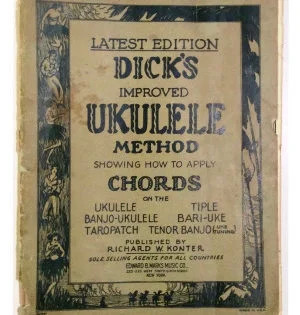 LATEST EDITION
DICK'S
IMPROVED
UKULELE
METHOD
SHOWING HOW TO APPLY
CHORDS
ON THE
UKULELE TIPLE
BANJO-UKULELE BARI-UKE
TAROPATCH TENOR BANJO (UKE TUNING)
PUBLISHED BY
RICHARD W. KONTER
SOLE SELLING AGENTS FOR ALL COUNTRIES
EDWARD B. MARKS MUSIC CO.
NEW YORK